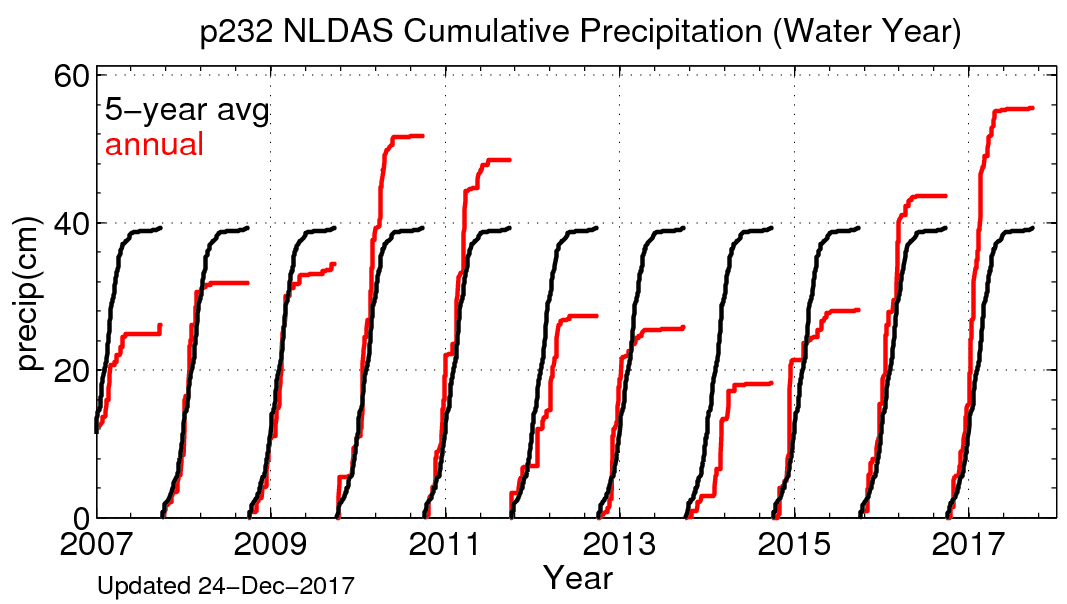 p232 NLDAS Cumulative Precipitation (Water Year)
60
5−year avg
annual
40
precip(cm)
20
0
2007 2009 2011 2013 2015 2017
Year
Updated 24−Dec−2017